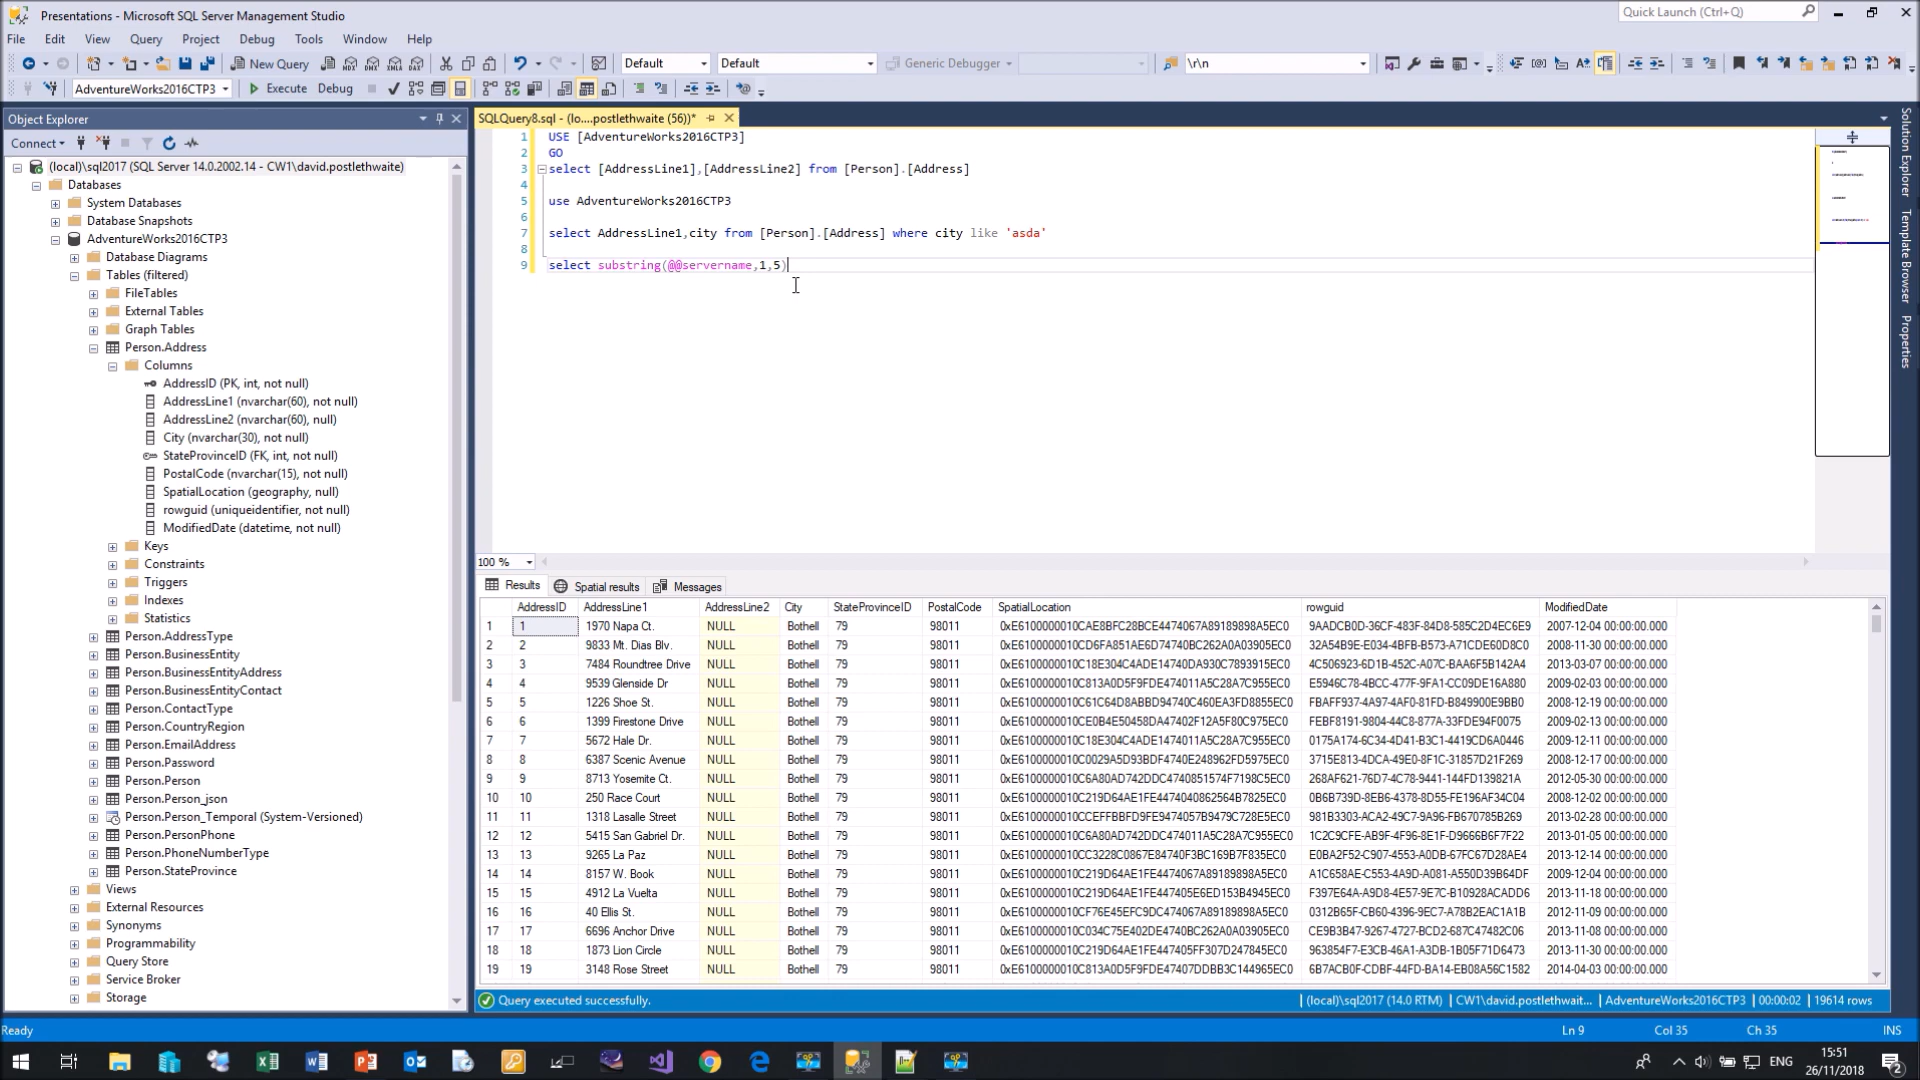 Presentations - Microsoft SQL Server Management Studio
Quick Launch (Ctrl+Q)
File Edit View Query Project Debug Tools Window Help
New Query
Default
Default
Generic Debugger
\r\n
AdventureWorks2016CTP3
Execute
Debug
Object Explorer
Connect
(local)\sql2017 (SQL Server 14.0.2002.14 - CW1\david.postlethwaite)
Databases
System Databases
Database Snapshots
AdventureWorks2016CTP3
Database Diagrams
Tables (filtered)
FileTables
External Tables
Graph Tables
Person.Address
Columns
AddressID (PK, int, not null)
AddressLine1 (nvarchar(60), not null)
AddressLine2 (nvarchar(60), null)
City (nvarchar(30), not null)
StateProvinceID (FK, int, not null)
PostalCode (nvarchar(15), not null)
SpatialLocation (geography, null)
rowguid (uniqueidentifier, not null)
ModifiedDate (datetime, not null)
Keys
Constraints
Triggers
Indexes
Statistics
Person.AddressType
Person.BusinessEntity
Person.BusinessEntityAddress
Person.BusinessEntityContact
Person.ContactType
Person.CountryRegion
Person.EmailAddress
Person.Password
Person.Person
Person.Person_json
Person.Person_Temporal (System-Versioned)
Person.PersonPhone
Person.PhoneNumberType
Person.StateProvince
Views
External Resources
Synonyms
Programmability
Query Store
Service Broker
Storage
SQLQuery8.sql - (lo....postlethwaite (56))*
1 USE [AdventureWorks2016CTP3]
2 GO
3 select [AddressLine1],[AddressLine2] from [Person].[Address]
4
5 use AdventureWorks2016CTP3
6
7 select AddressLine1,city from [Person].[Address] where city like 'asda'
8
9 select substring(@@servername,1,5)
Solution Explorer
Template Browser
Properties
100 %
Results Spatial results Messages
AddressID AddressLine1 AddressLine2 City StateProvinceID PostalCode SpatialLocation rowguid ModifiedDate
1 1 1970 Napa Ct. NULL Bothell 79 98011 0xE6100000010CAE8BFC28BCE4474067A89189898A5EC0 9AADCB0D-36CF-483F-84D8-585C2D4EC6E9 2007-12-04 00:00:00.000
2 2 9833 Mt. Dias Blv. NULL Bothell 79 98011 0xE6100000010CD6FA851AE6D74740BC262A0A03905EC0 32A54B9E-E034-4BFB-B573-A71CDE60D8C0 2008-11-30 00:00:00.000
3 3 7484 Roundtree Drive NULL Bothell 79 98011 0xE6100000010C18E304C4ADE14740DA930C7893915EC0 4C506923-6D1B-452C-A07C-BAA6F5B142A4 2013-03-07 00:00:00.000
4 4 9539 Glenside Dr NULL Bothell 79 98011 0xE6100000010C813A0D5F9FDE474011A5C28A7C955EC0 E5946C78-4BCC-477F-9FA1-CC09DE16A880 2009-02-03 00:00:00.000
5 5 1226 Shoe St. NULL Bothell 79 98011 0xE6100000010C61C64D8ABBD94740C460EA3FD8855EC0 FBAFF937-4A97-4AF0-81FD-B849900E9BB0 2008-12-19 00:00:00.000
6 6 1399 Firestone Drive NULL Bothell 79 98011 0xE6100000010CE0B4E50458DA47402F12A5F80C975EC0 FEBF8191-9804-44C8-877A-33FDE94F0075 2009-02-13 00:00:00.000
7 7 5672 Hale Dr. NULL Bothell 79 98011 0xE6100000010C18E304C4ADE1474011A5C28A7C955EC0 0175A174-6C34-4D41-B3C1-4419CD6A0446 2009-12-11 00:00:00.000
8 8 6387 Scenic Avenue NULL Bothell 79 98011 0xE6100000010C0029A5D93BDF4740E248962FD5975EC0 3715E813-4DCA-49E0-8F1C-31857D21F269 2008-12-17 00:00:00.000
9 9 8713 Yosemite Ct. NULL Bothell 79 98011 0xE6100000010C6A80AD742DDC4740851574F7198C5EC0 268AF621-76D7-4C78-9441-144FD139821A 2012-05-30 00:00:00.000
10 10 250 Race Court NULL Bothell 79 98011 0xE6100000010C219D64AE1FE4474040862564B7825EC0 0B6B739D-8EB6-4378-8D55-FE196AF34C04 2008-12-02 00:00:00.000
11 11 1318 Lasalle Street NULL Bothell 79 98011 0xE6100000010CCEFFBBFD9FE9474057B9479C728E5EC0 981B3303-ACA2-49C7-9A96-FB670785B269 2013-02-28 00:00:00.000
12 12 5415 San Gabriel Dr. NULL Bothell 79 98011 0xE6100000010C6A80AD742DDC474011A5C28A7C955EC0 1C2C9CFE-AB9F-4F96-8E1F-D9666B6F7F22 2013-01-05 00:00:00.000
13 13 9265 La Paz NULL Bothell 79 98011 0xE6100000010CC3228C0867E84740F3BC169B7F835EC0 E0BA2F52-C907-4553-A0DB-67FC67D28AE4 2013-12-14 00:00:00.000
14 14 8157 W. Book NULL Bothell 79 98011 0xE6100000010C219D64AE1FE4474067A89189898A5EC0 A1C658AE-C553-4A9D-A081-A550D39B64DF 2009-12-04 00:00:00.000
15 15 4912 La Vuelta NULL Bothell 79 98011 0xE6100000010C219D64AE1FE447405E6ED153B4945EC0 F397E64A-A9D8-4E57-9E7C-B10928ACADD6 2013-11-18 00:00:00.000
16 16 40 Ellis St. NULL Bothell 79 98011 0xE6100000010CF76E45EFC9DC474067A89189898A5EC0 0312B65F-CB60-4396-9EC7-A78B2EAC1A1B 2012-11-09 00:00:00.000
17 17 6696 Anchor Drive NULL Bothell 79 98011 0xE6100000010C034C75E402DE4740BC262A0A03905EC0 CE9B3B47-9267-4727-BCD2-687C47482C06 2013-11-08 00:00:00.000
18 18 1873 Lion Circle NULL Bothell 79 98011 0xE6100000010C219D64AE1FE447405FF307D247845EC0 963854F7-E3CB-46A1-A3DB-1B05F71D6473 2013-11-30 00:00:00.000
19 19 3148 Rose Street NULL Bothell 79 98011 0xE6100000010C813A0D5F9FDE47407DDBB3C144965EC0 6B7ACB0F-CDBF-44FD-BA14-EB08A56C1582 2014-04-03 00:00:00.000
Query executed successfully.
(local)\sql2017 (14.0 RTM) CW1\david.postlethwait... AdventureWorks2016CTP3 00:00:02 19614 rows
Ready
Ln 9 Col 35 Ch 35 INS
ENG
15:51
26/11/2018
2